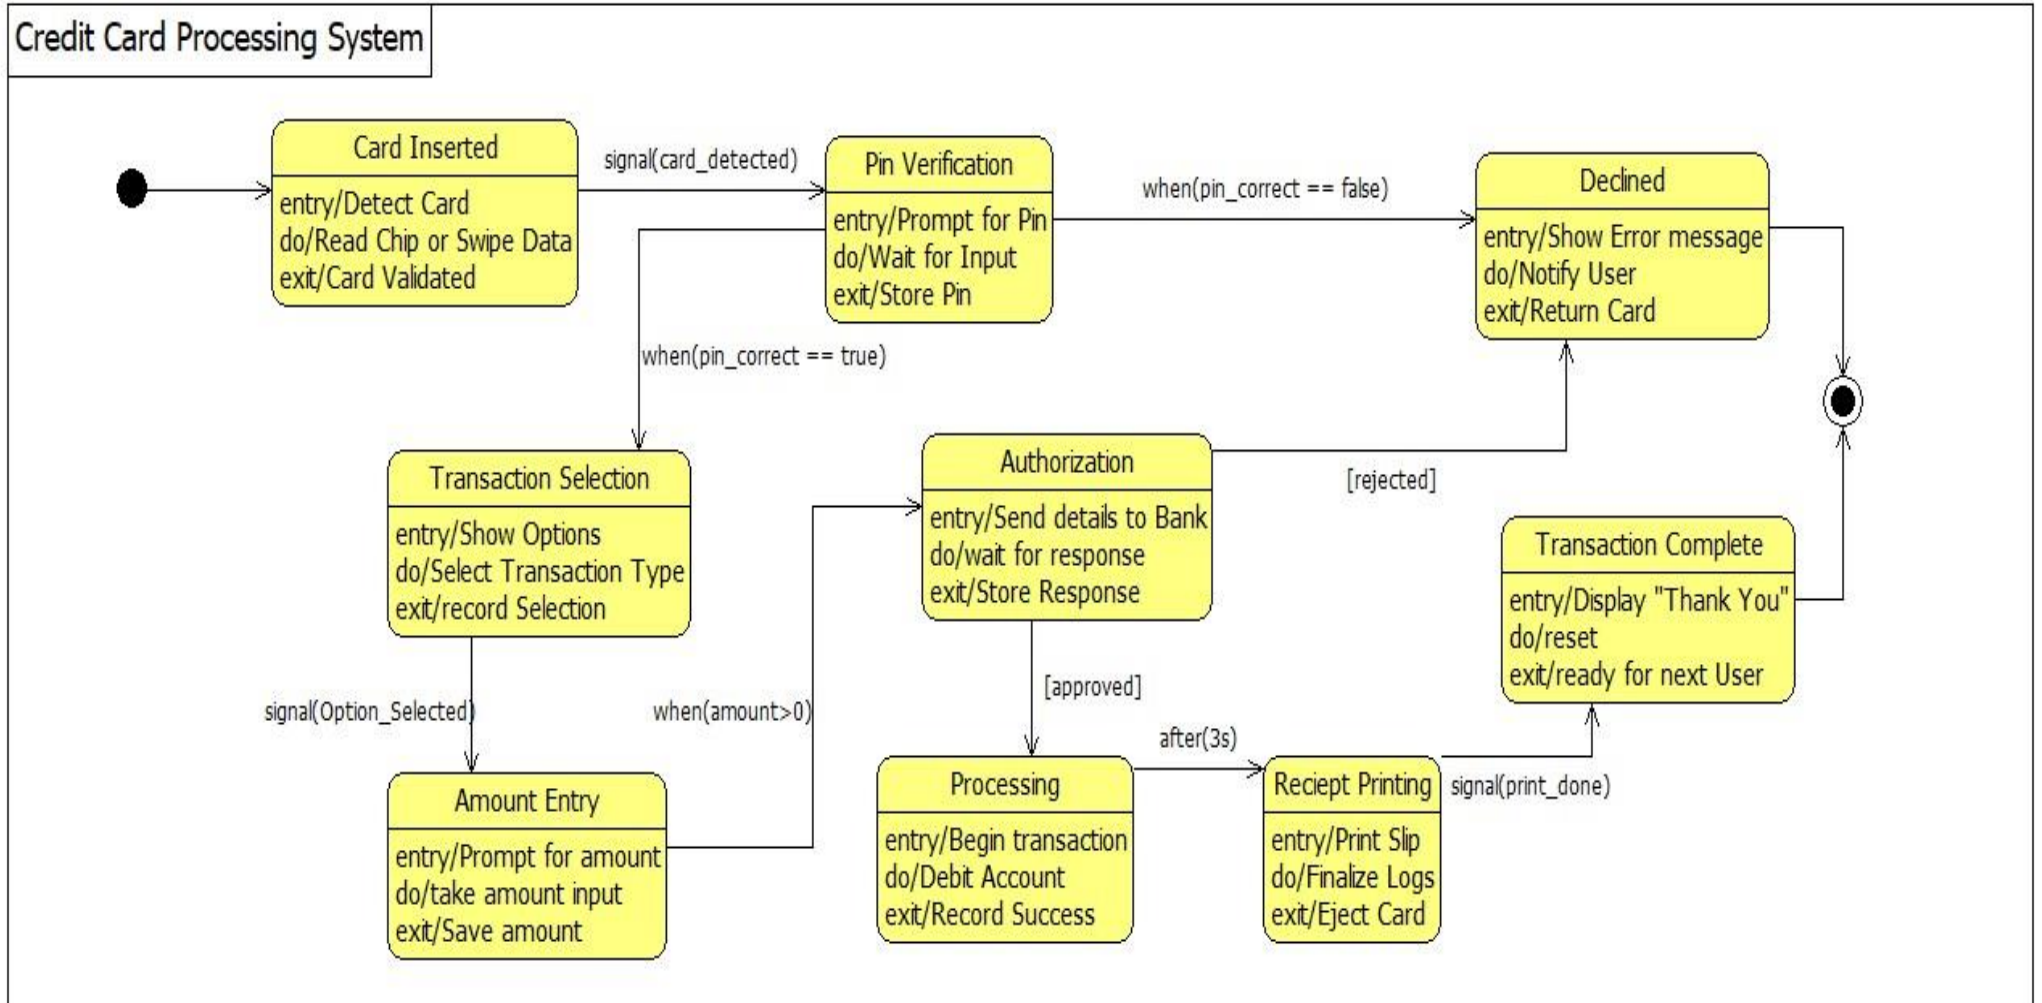 Credit Card Processing System
Card Inserted
entry/Detect Card
do/Read Chip or Swipe Data
exit/Card Validated
signal(card_detected)
Pin Verification
entry/Prompt for Pin
do/Wait for Input
exit/Store Pin
when(pin_correct == false)
Declined
entry/Show Error message
do/Notify User
exit/Return Card
when(pin_correct == true)
Transaction Selection
entry/Show Options
do/Select Transaction Type
exit/record Selection
Authorization
entry/Send details to Bank
do/wait for response
exit/Store Response
[rejected]
Transaction Complete
entry/Display "Thank You"
do/reset
exit/ready for next User
signal(Option_Selected)
when(amount>0)
[approved]
after(3s)
Amount Entry
entry/Prompt for amount
do/take amount input
exit/Save amount
Processing
entry/Begin transaction
do/Debit Account
exit/Record Success
Reciept Printing
entry/Print Slip
do/Finalize Logs
exit/Eject Card
signal(print_done)